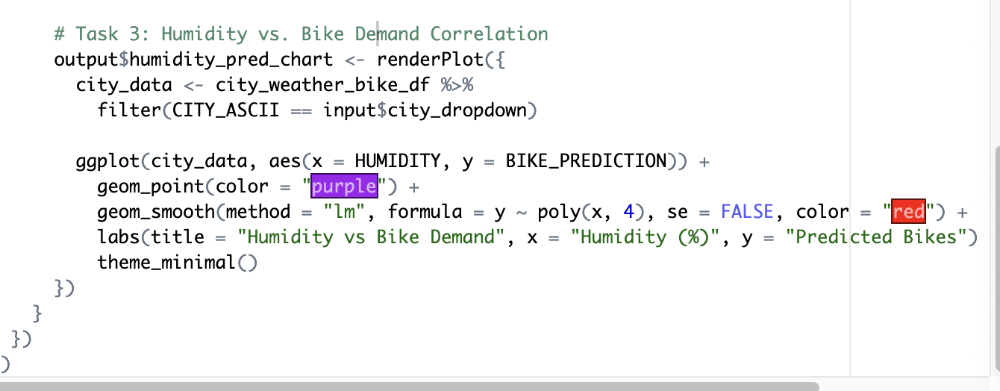 # Task 3: Humidity vs. Bike Demand Correlation
output$humidity_pred_chart <- renderPlot({
city_data <- city_weather_bike_df %>%
filter(CITY_ASCII == input$city_dropdown)
ggplot(city_data, aes(x = HUMIDITY, y = BIKE_PREDICTION)) +
geom_point(color = "purple") +
geom_smooth(method = "lm", formula = y ~ poly(x, 4), se = FALSE, color = "red") +
labs(title = "Humidity vs Bike Demand", x = "Humidity (%)", y = "Predicted Bikes")
theme_minimal()
})
}
})
)